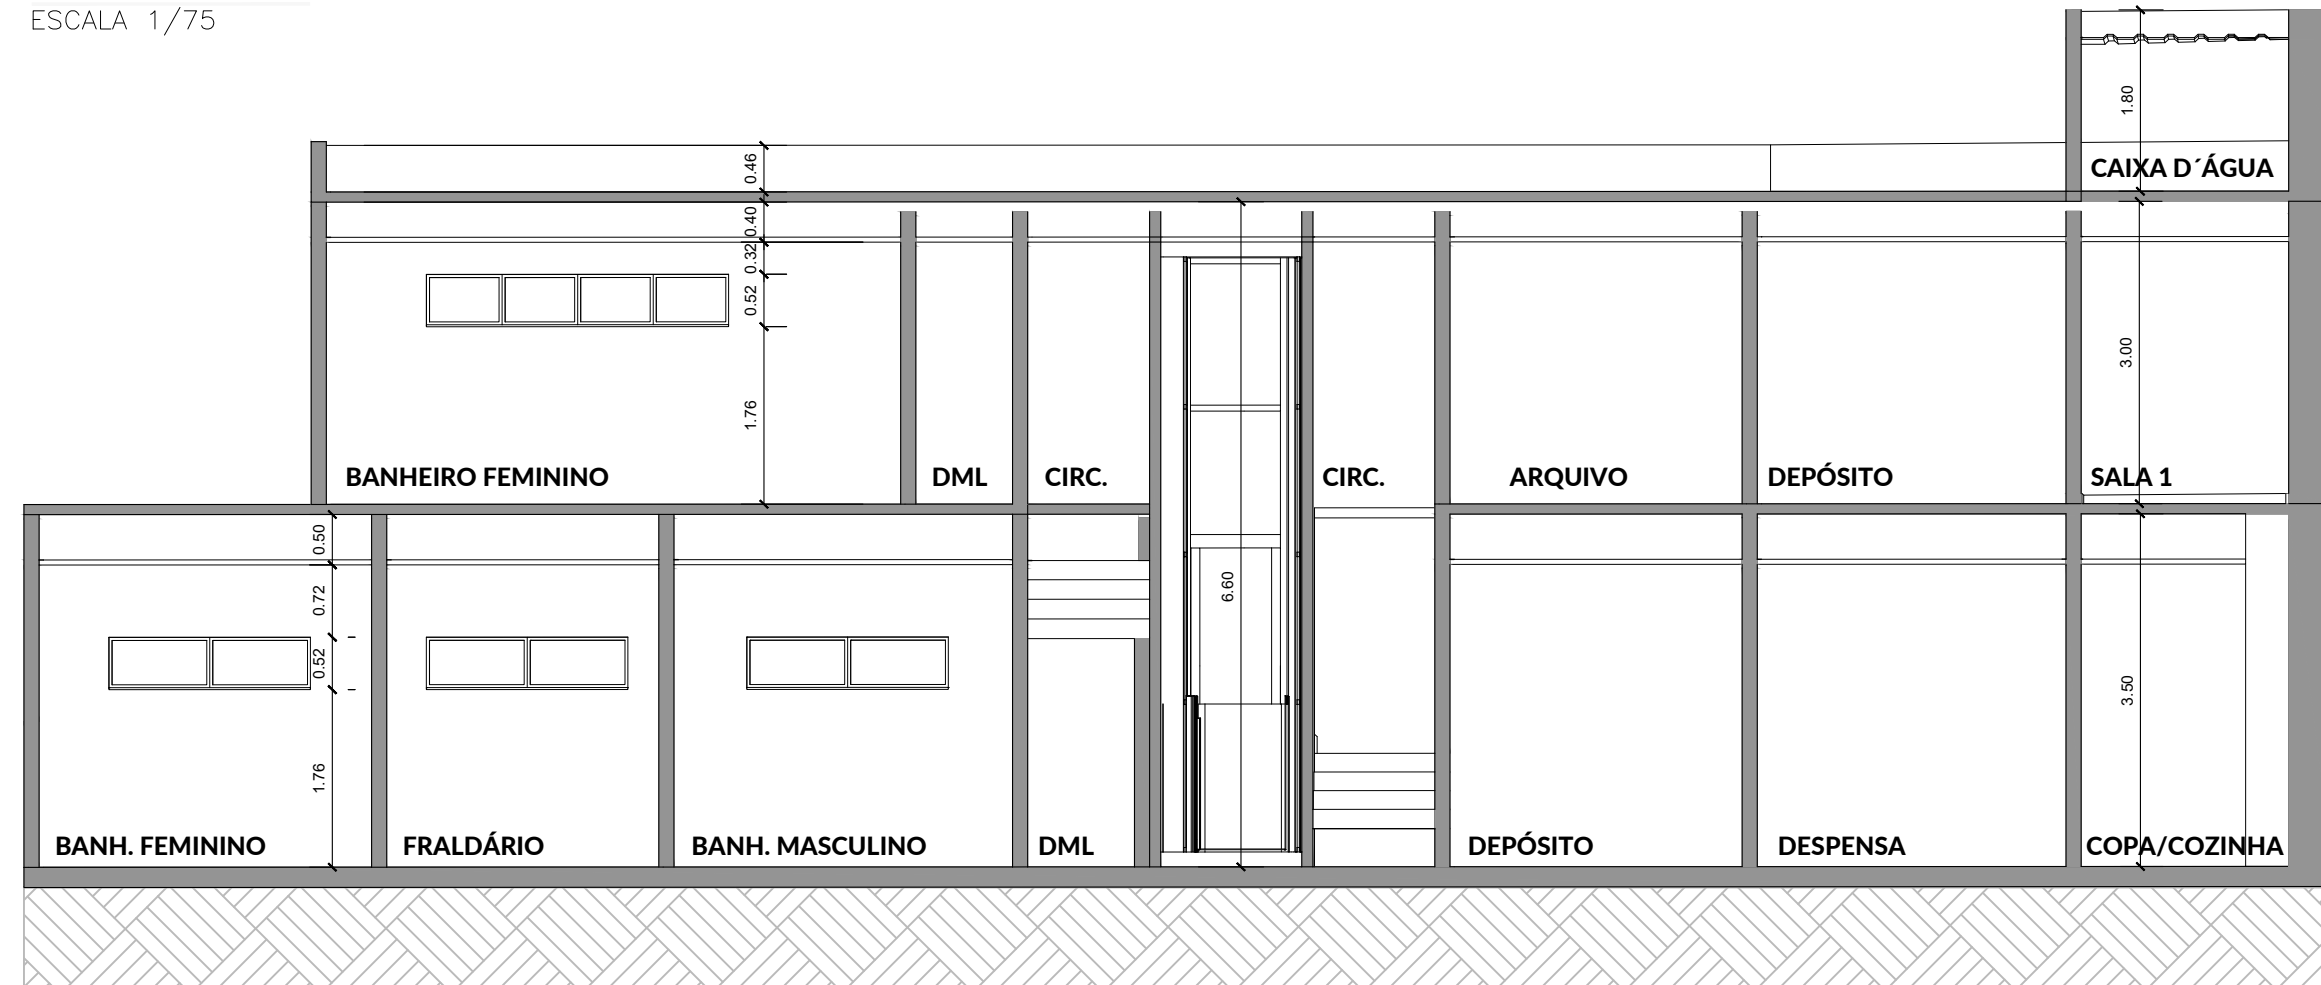 ESCALA 1/75
1.80
0.46
CAIXA D´ÁGUA
0.40
0.32
0.52
3.00
1.76
BANHEIRO FEMININO
DML
CIRC.
CIRC.
ARQUIVO
DEPÓSITO
SALA 1
0.50
0.72
6.60
0.52
3.50
1.76
BANH. FEMININO
FRALDÁRIO
BANH. MASCULINO
DML
DEPÓSITO
DESPENSA
COPA/COZINHA